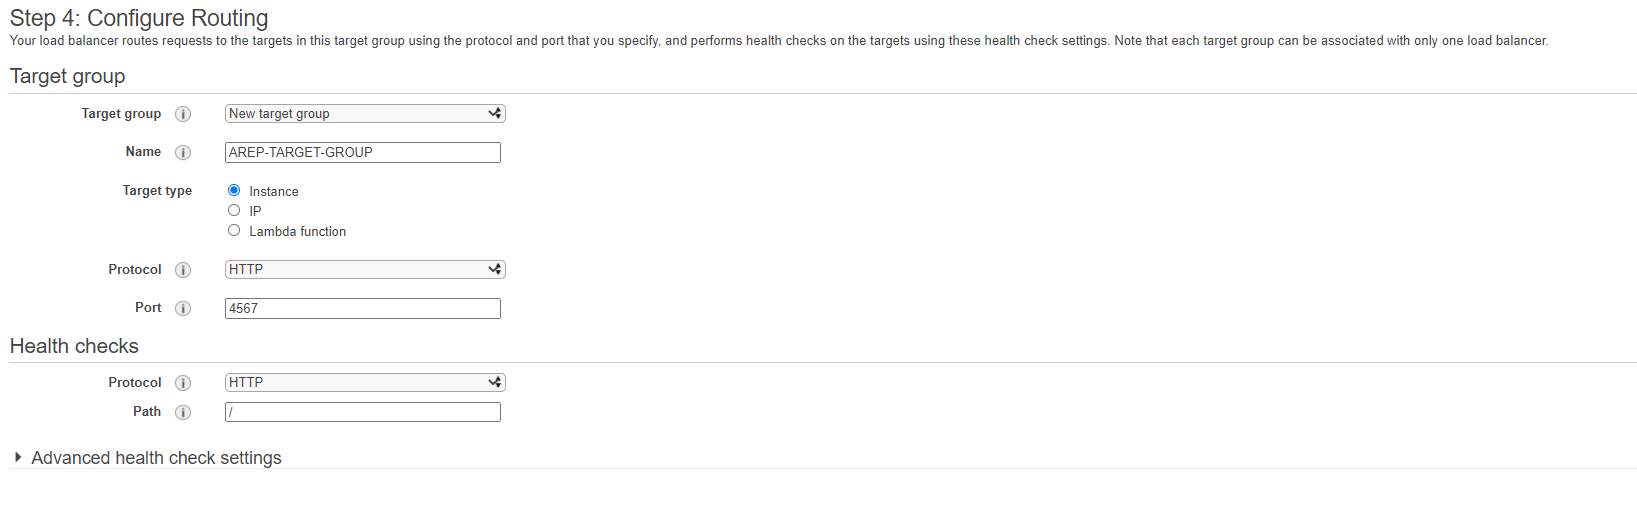 Step 4: Configure Routing
Your load balancer routes requests to the targets in this target group using the protocol and port that you specify, and performs health checks on the targets using these health check settings. Note that each target group can be associated with only one load balancer.
Target group
Target group New target group
Name AREP-TARGET-GROUP
Target type Instance
IP
Lambda function
Protocol HTTP
Port 4567
Health checks
Protocol HTTP
Path /
Advanced health check settings